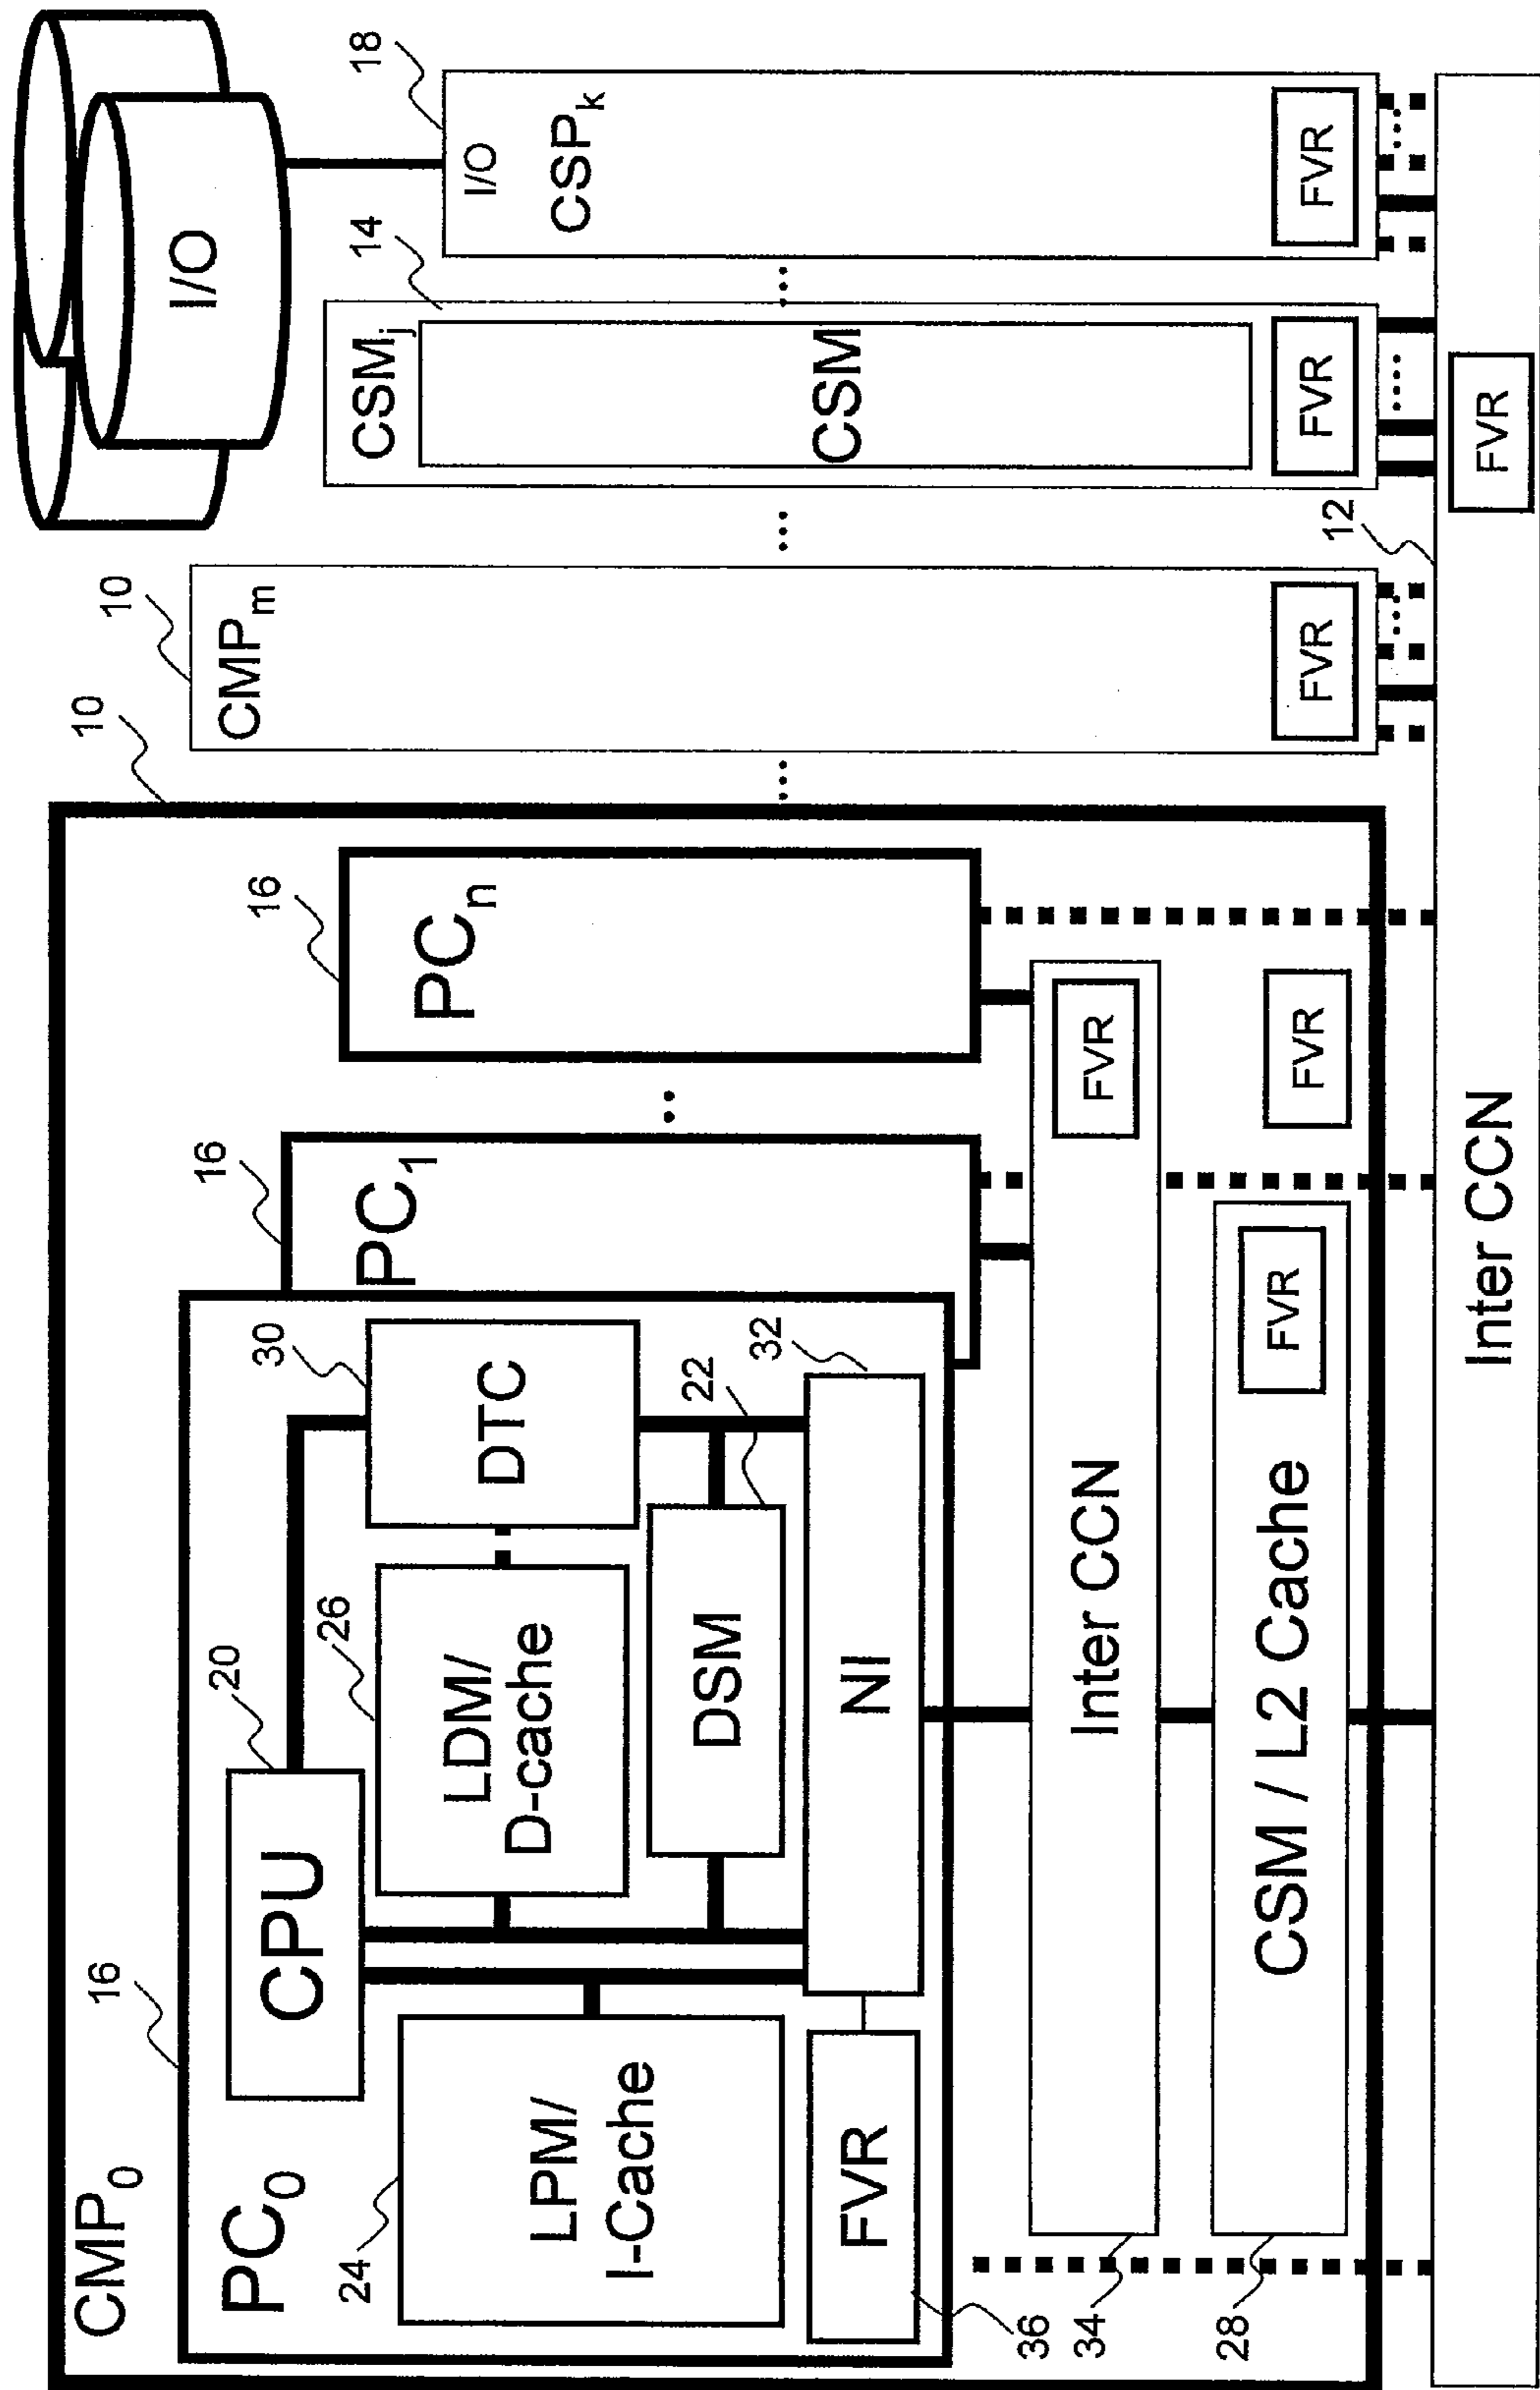 CMP0
10
10
14
18
I/O
16
PC0
20
CPU
30
DTC
26
LDM/
D-cache
24
LPM/
I-Cache
22
DSM
32
NI
FVR
36
16
PC1
16
PCn
34
Inter CCN
FVR
28
CSM / L2 Cache
FVR
FVR
CMPm
FVR
CSMj
CSM
FVR
I/O
CSPk
FVR
12
Inter CCN
FVR